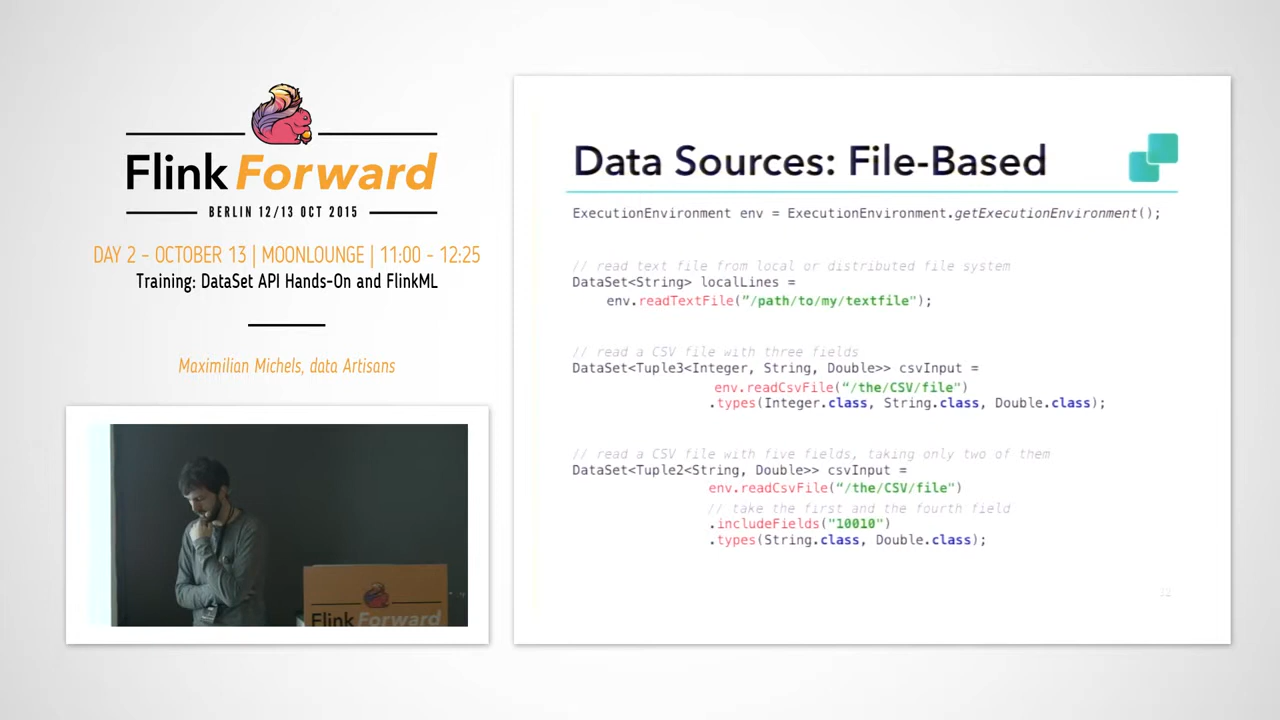 Flink Forward
BERLIN 12/13 OCT 2015
DAY 2 - OCTOBER 13 | MOONLOUNGE | 11:00 - 12:25
Training: DataSet API Hands-On and FlinkML
Maximilian Michels, data Artisans
Flink Forward
Data Sources: File-Based
ExecutionEnvironment env = ExecutionEnvironment.getExecutionEnvironment();
// read text file from local or distributed file system
DataSet<String> localLines =
env.readTextFile("/path/to/my/textfile");
// read a CSV file with three fields
DataSet<Tuple3<Integer, String, Double>> csvInput =
env.readCsvFile(“/the/CSV/file")
.types(Integer.class, String.class, Double.class);
// read a CSV file with five fields, taking only two of them
DataSet<Tuple2<String, Double>> csvInput =
env.readCsvFile(“/the/CSV/file")
// take the first and the fourth field
.includeFields("10010")
.types(String.class, Double.class);
12